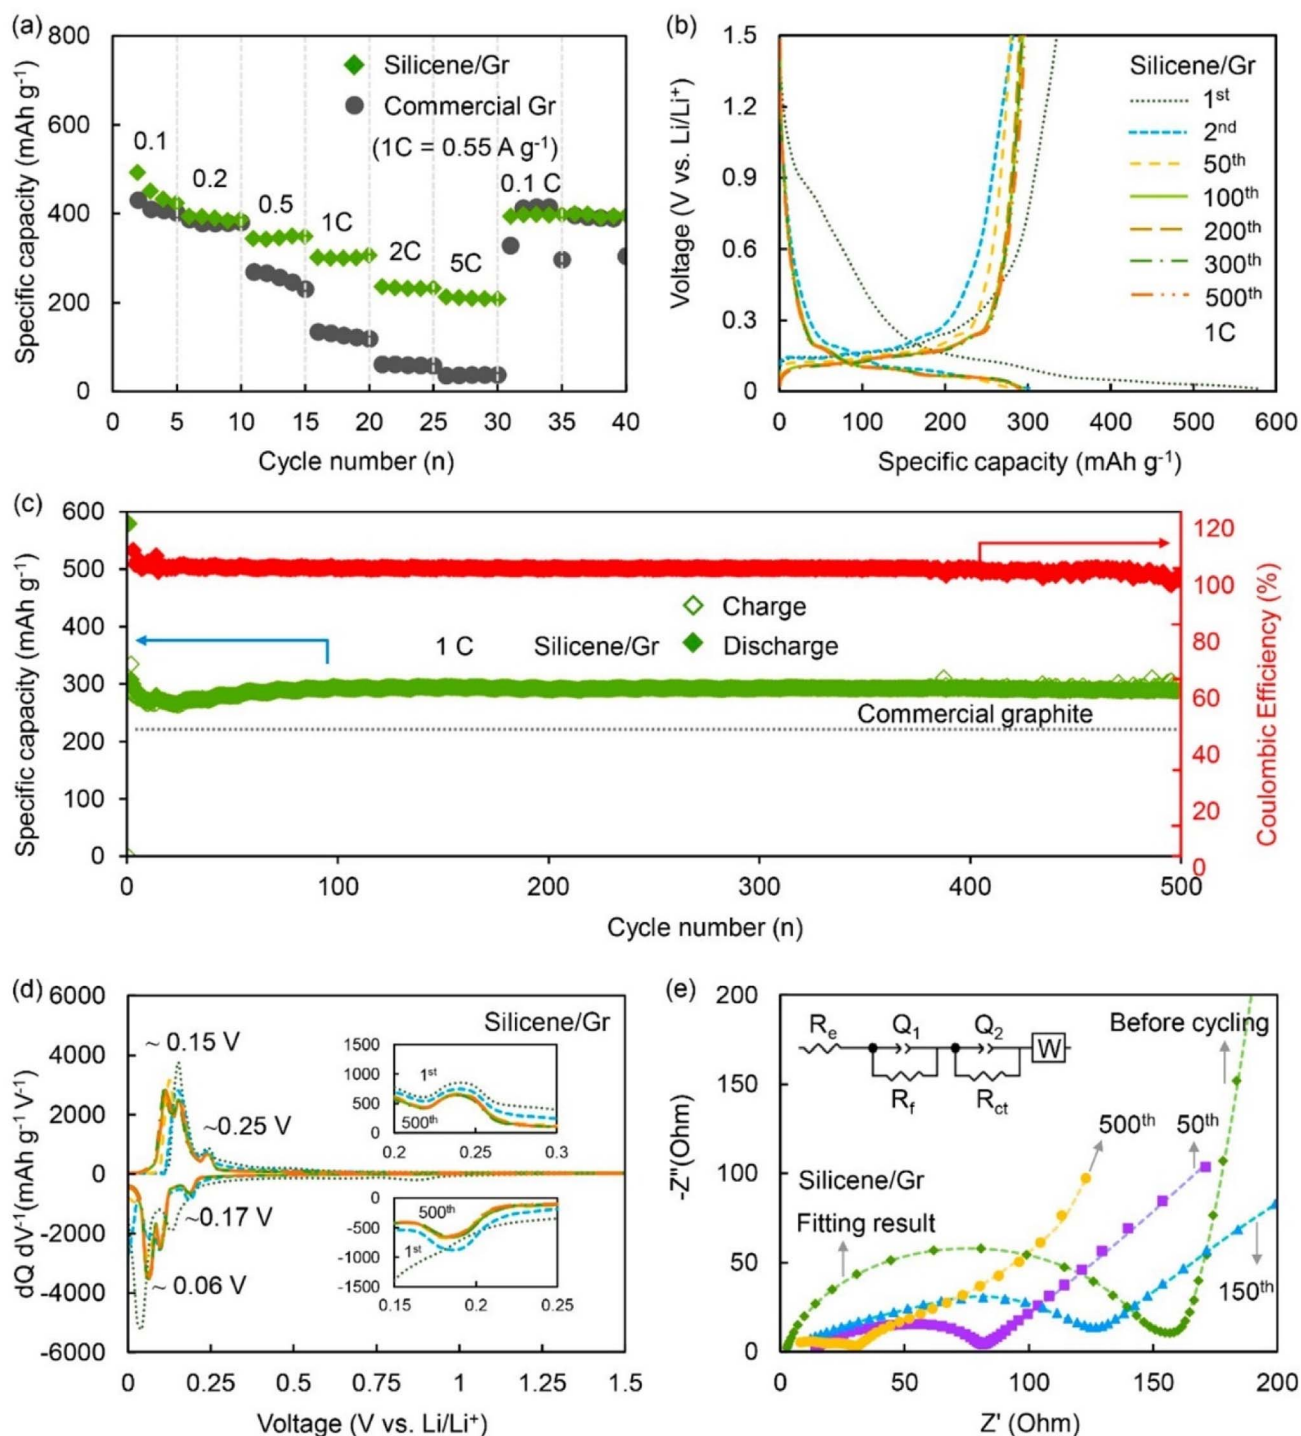 (a)
800
600
400
200
0
Specific capacity (mAh g⁻¹)
Silicene/Gr
Commercial Gr
(1C = 0.55 A g⁻¹)
0.1
0.2
0.5
1C
2C
5C
0.1 C
0 5 10 15 20 25 30 35 40
Cycle number (n)
(b)
1.5
1.2
0.9
0.6
0.3
0
Voltage (V vs. Li/Li⁺)
Silicene/Gr
1ˢᵗ
2ⁿᵈ
50ᵗʰ
100ᵗʰ
200ᵗʰ
300ᵗʰ
500ᵗʰ
1C
0 100 200 300 400 500 600
Specific capacity (mAh g⁻¹)
(c)
600
500
400
300
200
100
0
Specific capacity (mAh g⁻¹)
Charge
1 C Silicene/Gr Discharge
Commercial graphite
120
100
80
60
40
20
0
Coulombic Efficiency (%)
0 100 200 300 400 500
Cycle number (n)
(d)
6000
4000
2000
0
-2000
-4000
-6000
dQ dV⁻¹(mAh g⁻¹ V⁻¹)
Silicene/Gr
~ 0.15 V
~0.25 V
~0.17 V
~ 0.06 V
1500
1000
500
0
1ˢᵗ
500ᵗʰ
0.2 0.25 0.3
0
-500
-1000
-1500
500ᵗʰ
1ˢᵗ
0.15 0.2 0.25
0 0.25 0.5 0.75 1 1.25 1.5
Voltage (V vs. Li/Li⁺)
(e)
200
150
100
50
0
-Z"(Ohm)
Rₑ Q₁ Q₂ W
R_f R_ct
Before cycling
500ᵗʰ 50ᵗʰ
Silicene/Gr
Fitting result
150ᵗʰ
0 50 100 150 200
Z' (Ohm)